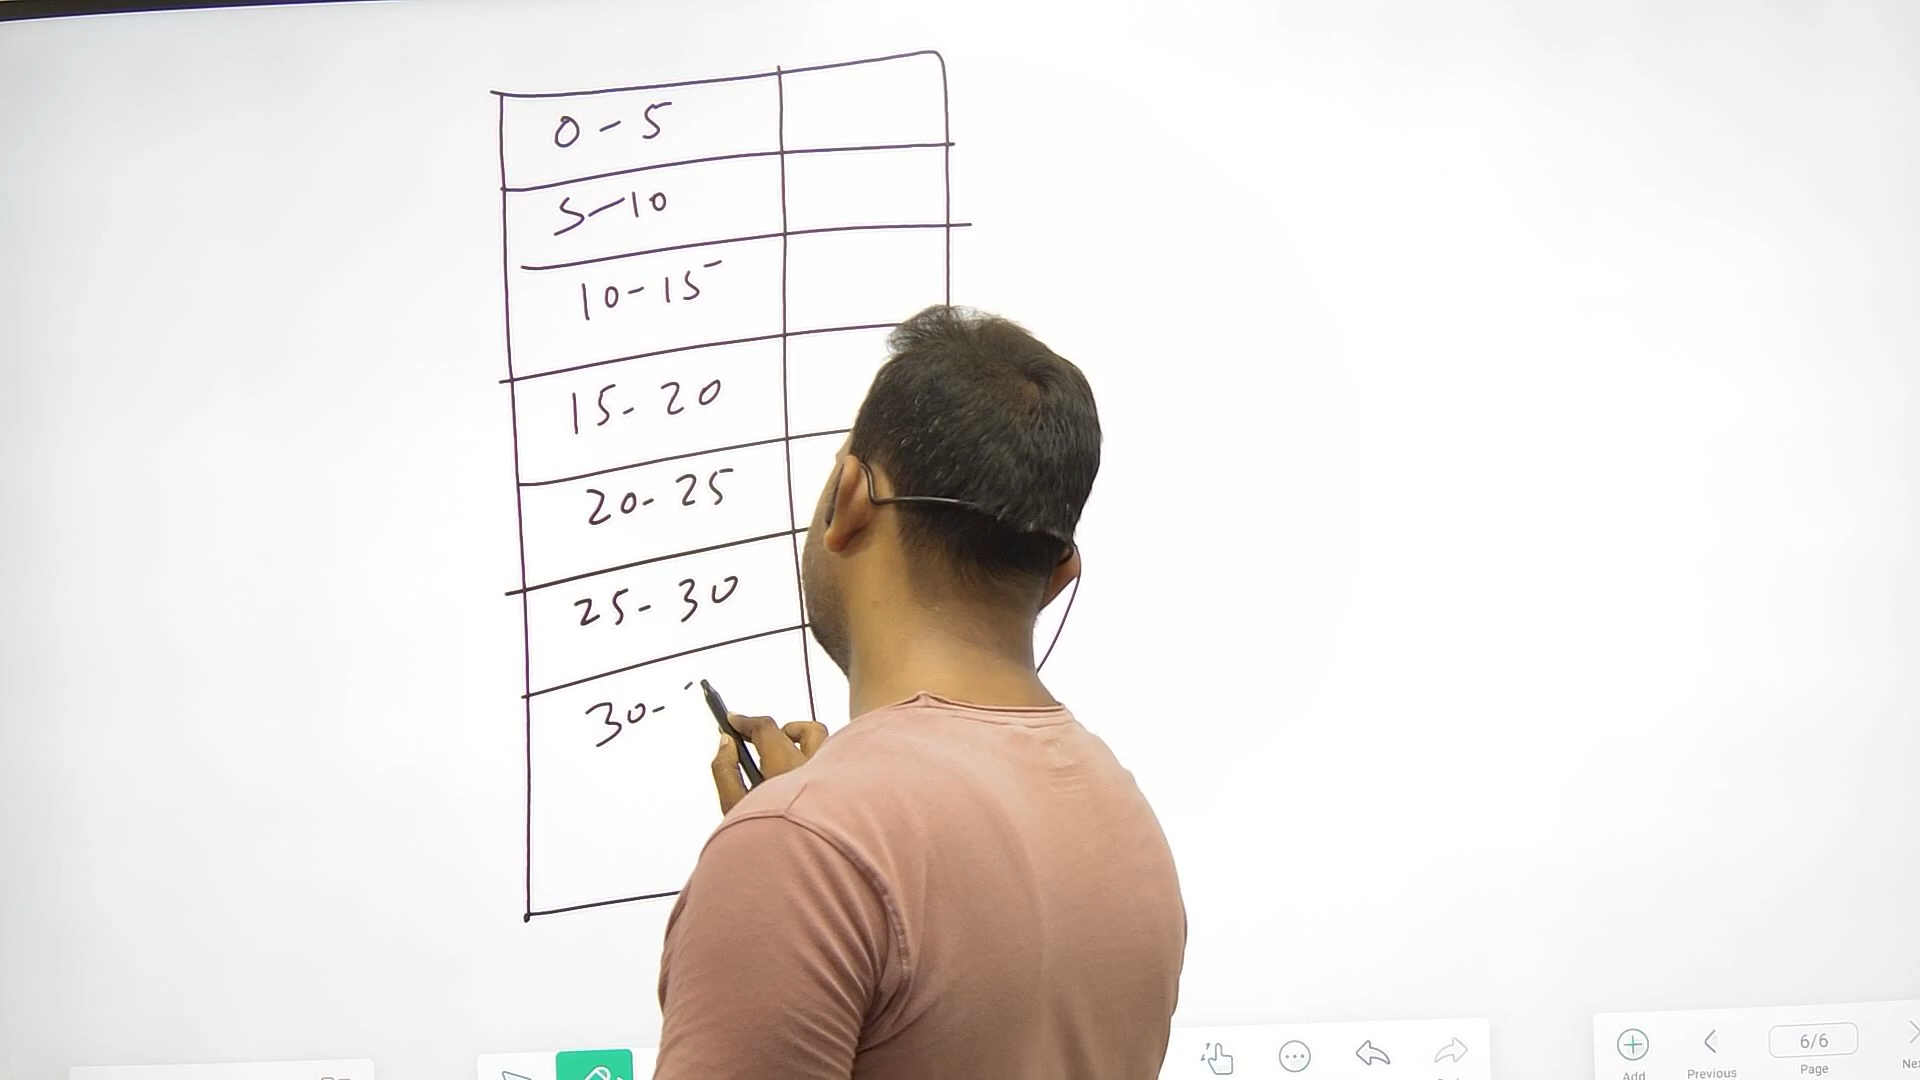 0 - 5
5 - 10
10 - 15
15 - 20
20 - 25
25 - 30
30 -
6/6
Add
Previous
Page